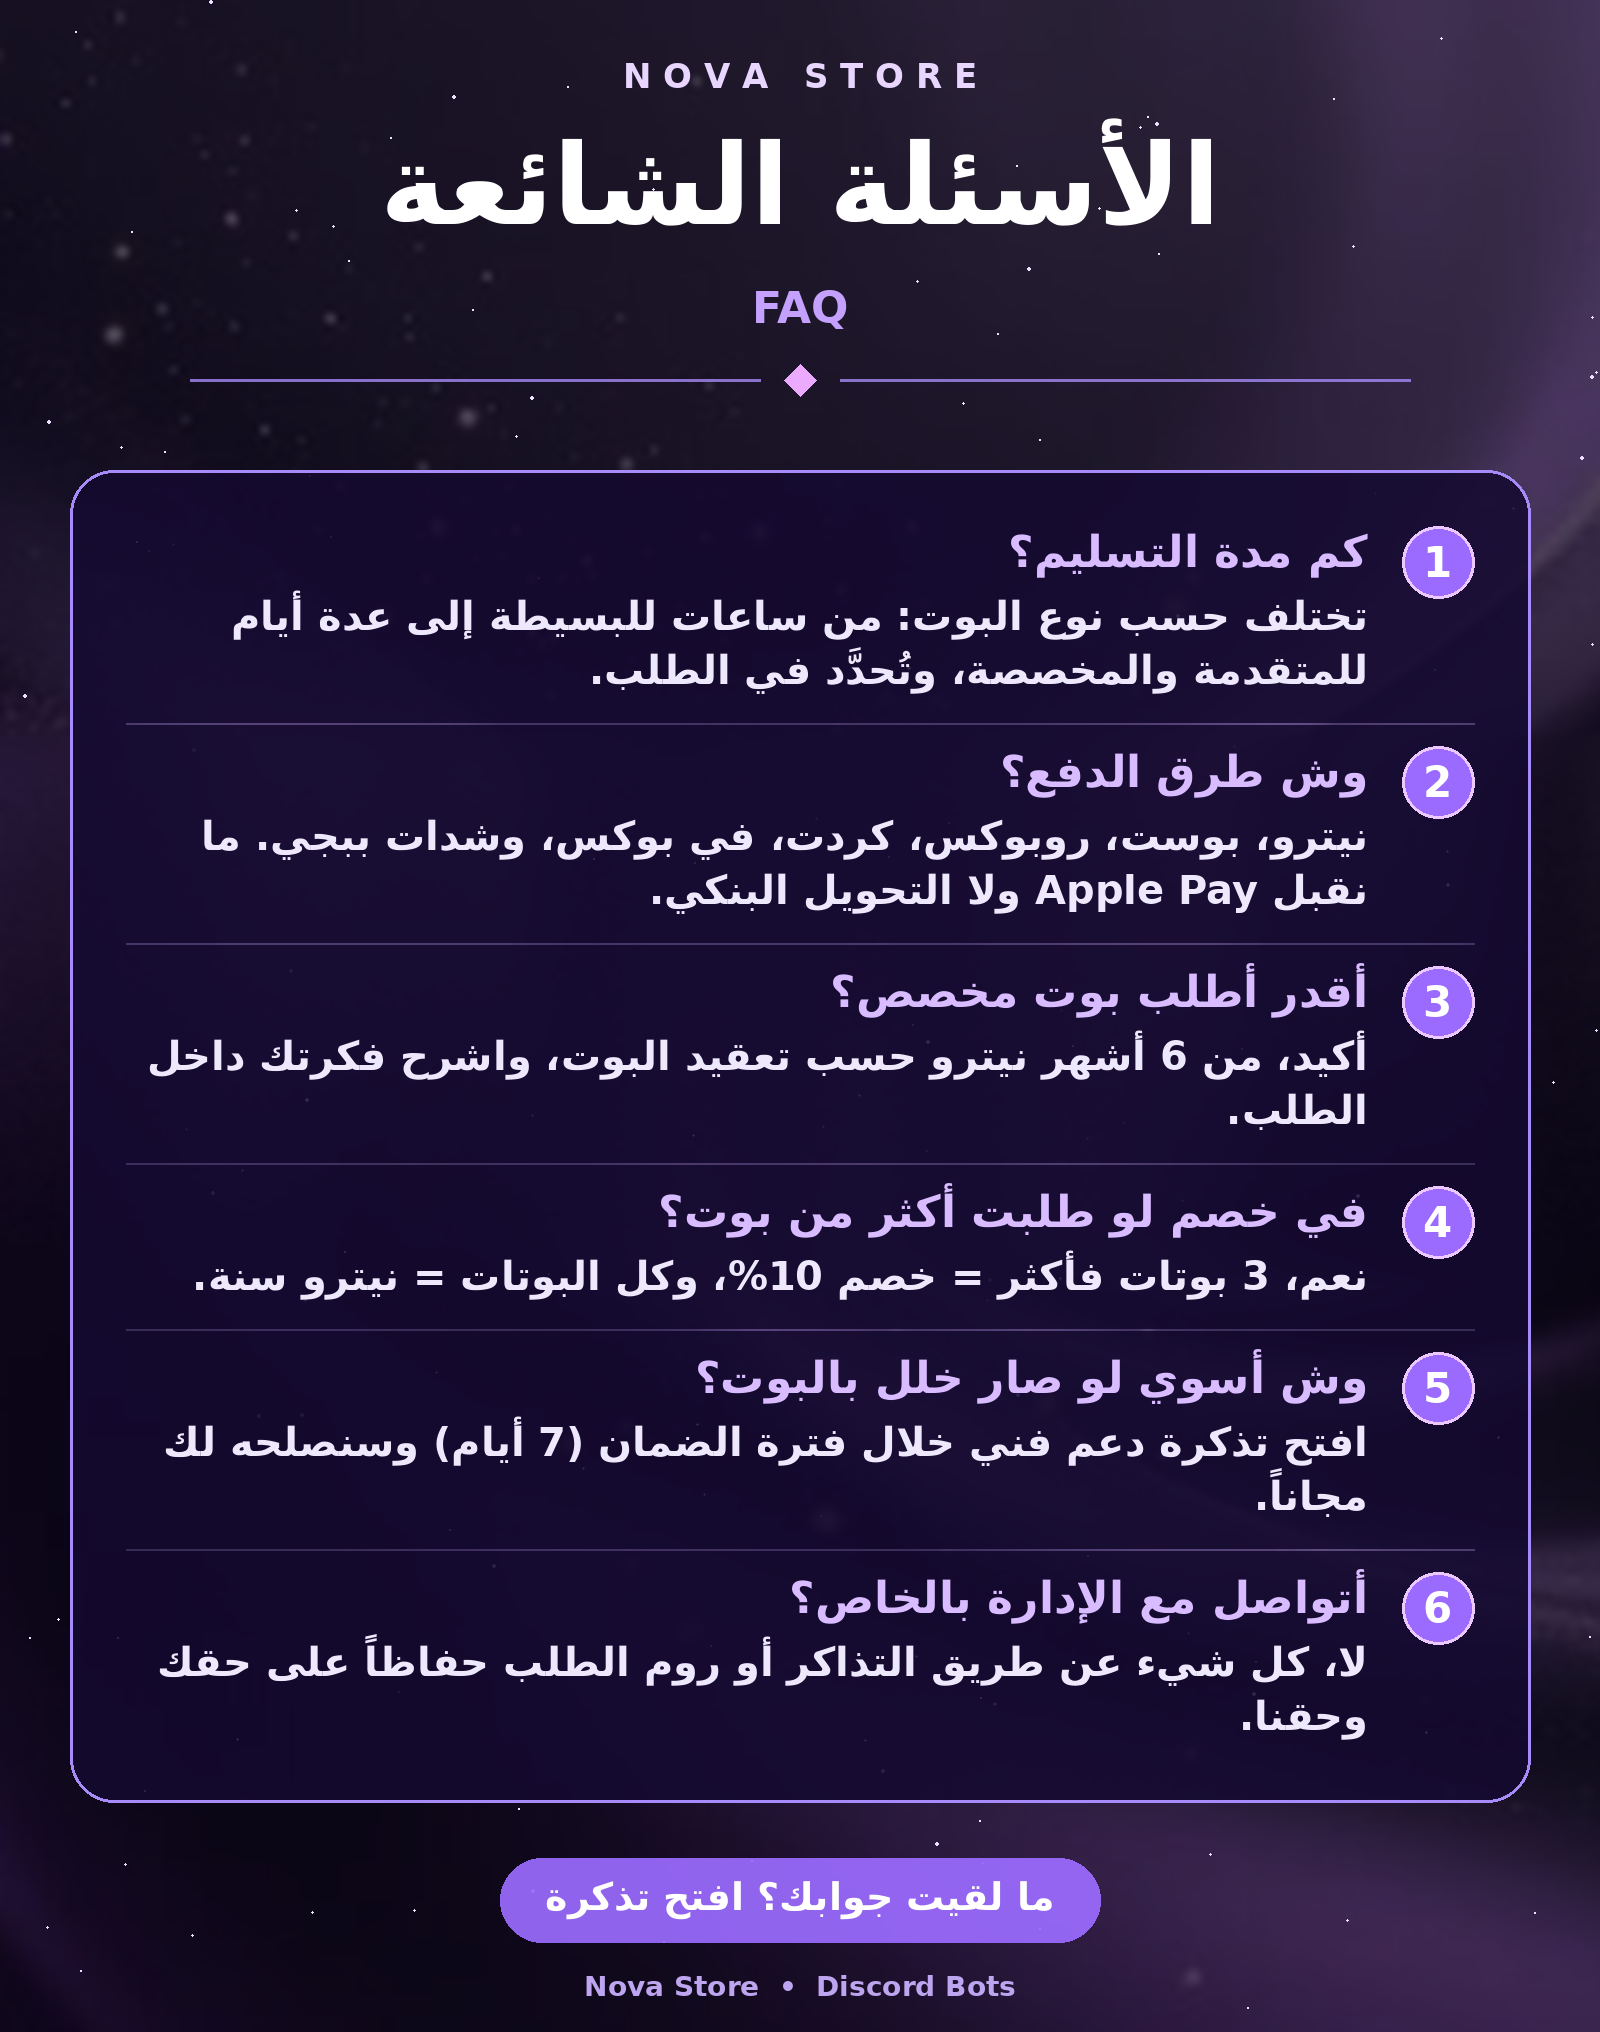 NOVA STORE
الأسئلة الشائعة
FAQ
1
كم مدة التسليم؟
تختلف حسب نوع البوت: من ساعات للبسيطة إلى عدة أيام
للمتقدمة والمخصصة، وتُحدَّد في الطلب.
2
وش طرق الدفع؟
نيترو، بوست، روبوكس، كردت، في بوكس، وشدات ببجي. ما
نقبل Apple Pay ولا التحويل البنكي.
3
أقدر أطلب بوت مخصص؟
أكيد، من 6 أشهر نيترو حسب تعقيد البوت، واشرح فكرتك داخل
الطلب.
4
في خصم لو طلبت أكثر من بوت؟
نعم، 3 بوتات فأكثر = خصم 10%، وكل البوتات = نيترو سنة.
5
وش أسوي لو صار خلل بالبوت؟
افتح تذكرة دعم فني خلال فترة الضمان (7 أيام) وسنصلحه لك
مجاناً.
6
أتواصل مع الإدارة بالخاص؟
لا، كل شيء عن طريق التذاكر أو روم الطلب حفاظاً على حقك
وحقنا.
ما لقيت جوابك؟ افتح تذكرة
Nova Store • Discord Bots